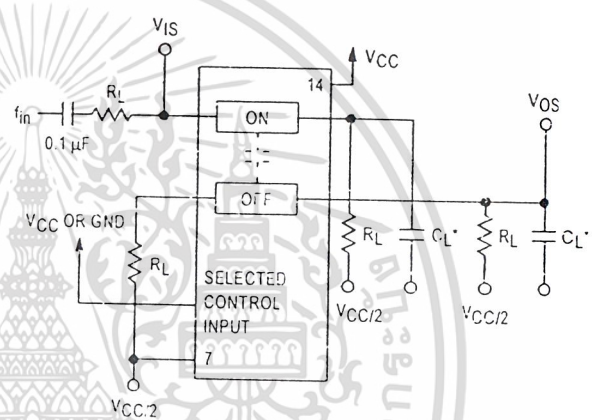 VIS
VCC
14
RL
fin
ON
0.1 µF
VOS
OFF
VCC OR GND
RL
RL
CL*
RL
CL*
SELECTED
CONTROL
INPUT
VCC/2
VCC/2
7
VCC/2